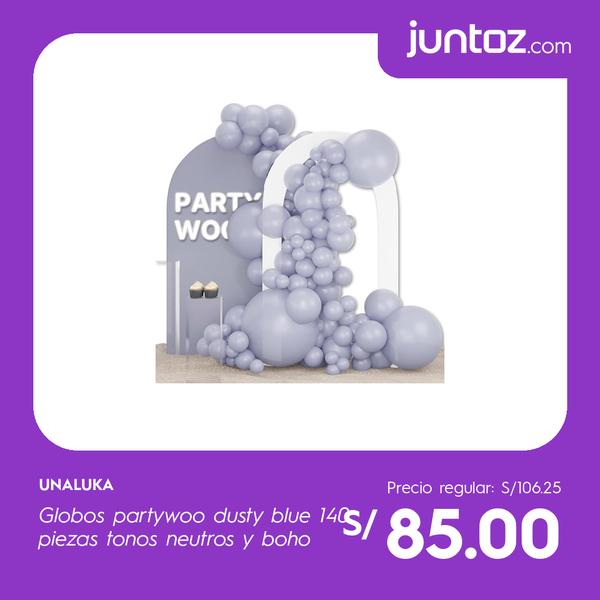 juntoz.com
PARTY
WOO
UNALUKA
Globos partywoo dusty blue 140
piezas tonos neutros y boho
Precio regular: S/106.25
S/ 85.00